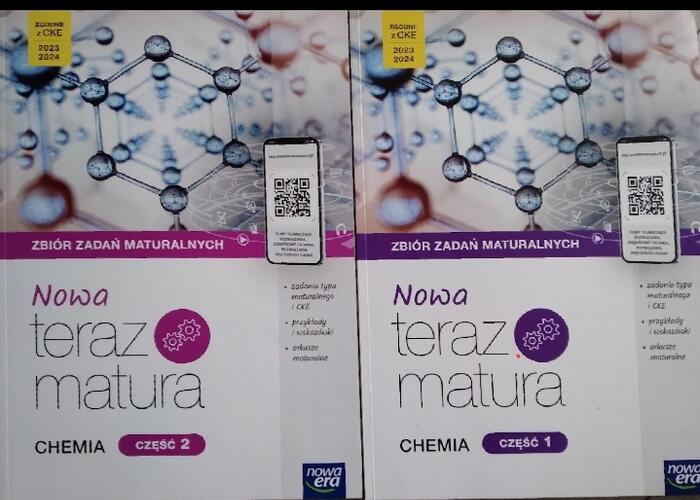 ZGODNE
z CKE
2023
2024
ZBIÓR ZADAŃ MATURALNYCH
Nowa
teraz
matura
CHEMIA CZĘŚĆ 2
• zadania typu
maturalnego
i CKE
• przykłady
i wskazówki
• arkusze
maturalne
nowa
era
ZGODNE
z CKE
2023
2024
ZBIÓR ZADAŃ MATURALNYCH
Nowa
teraz
matura
CHEMIA CZĘŚĆ 1
• zadania typu
maturalnego
i CKE
• przykłady
i wskazówki
• arkusze
maturalne
nowa
era